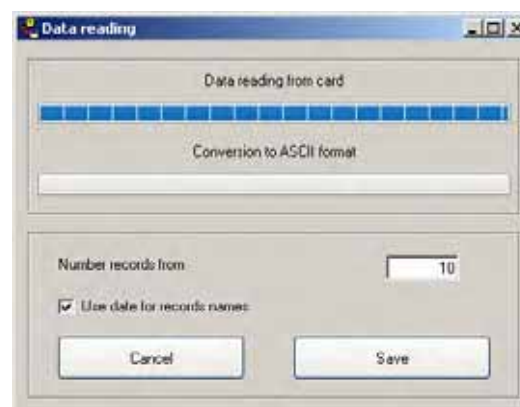 Data reading
Data reading from card
Conversion to ASCII format
Number records from 10
Use date for records names
Cancel Save